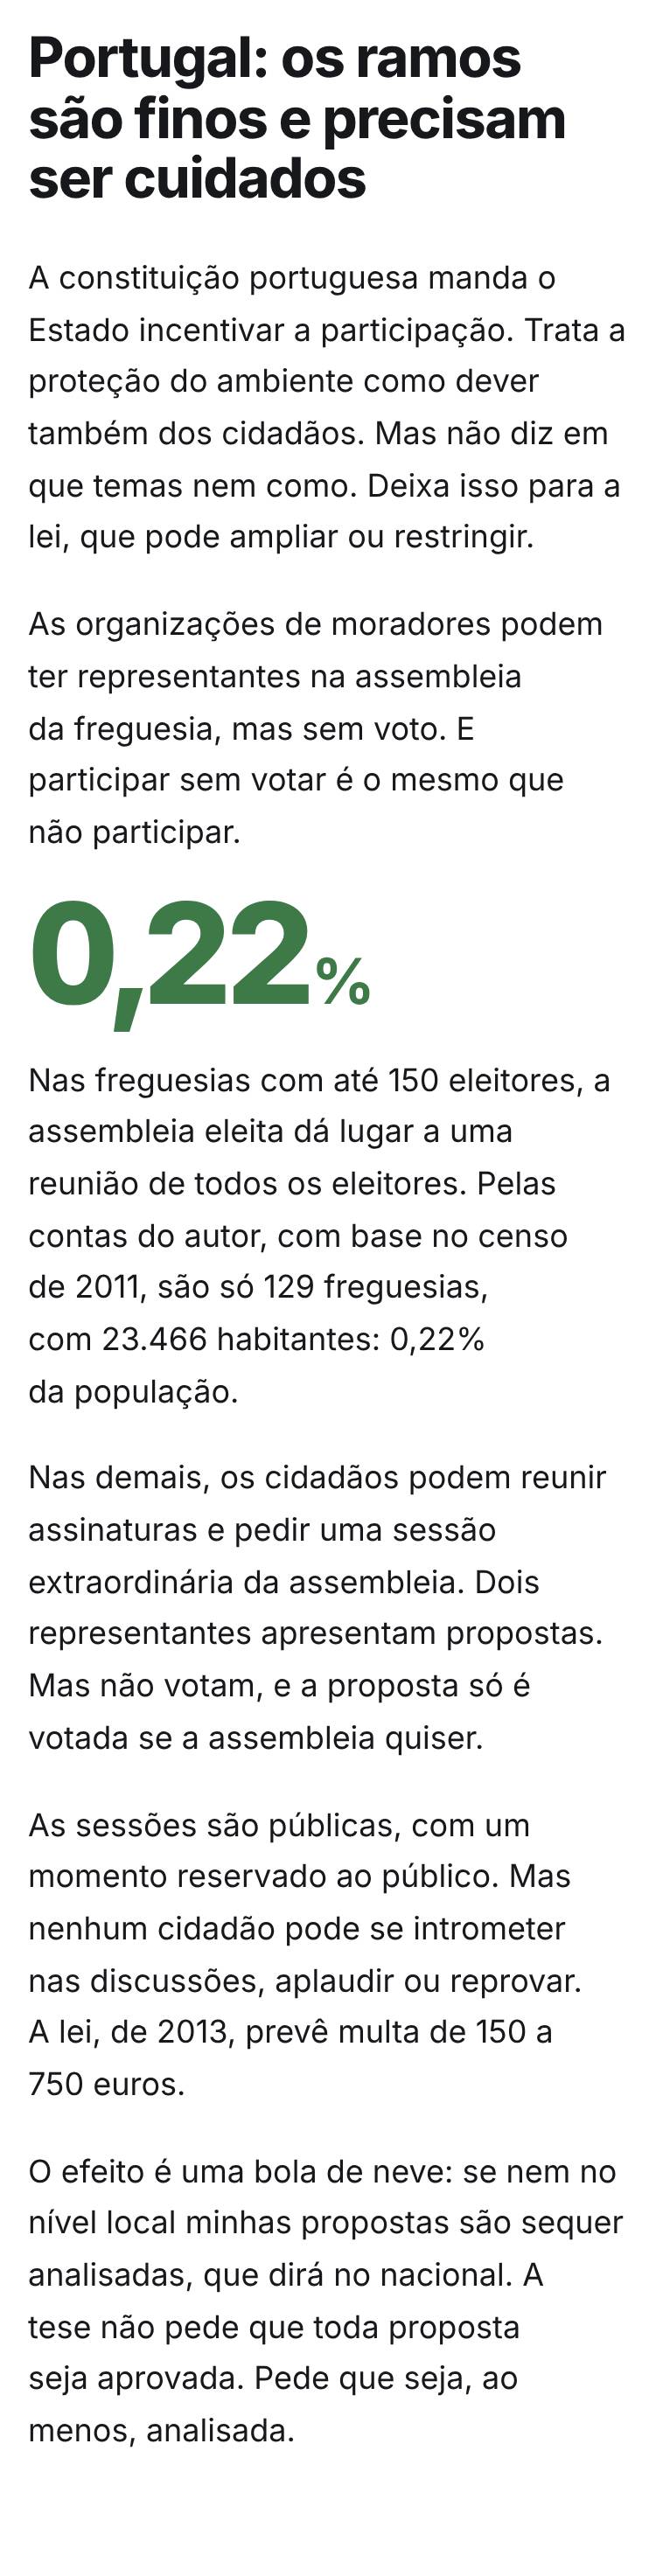 Portugal: os ramos
são finos e precisam
ser cuidados
A constituição portuguesa manda o
Estado incentivar a participação. Trata a
proteção do ambiente como dever
também dos cidadãos. Mas não diz em
que temas nem como. Deixa isso para a
lei, que pode ampliar ou restringir.
As organizações de moradores podem
ter representantes na assembleia
da freguesia, mas sem voto. E
participar sem votar é o mesmo que
não participar.
0,22%
Nas freguesias com até 150 eleitores, a
assembleia eleita dá lugar a uma
reunião de todos os eleitores. Pelas
contas do autor, com base no censo
de 2011, são só 129 freguesias,
com 23.466 habitantes: 0,22%
da população.
Nas demais, os cidadãos podem reunir
assinaturas e pedir uma sessão
extraordinária da assembleia. Dois
representantes apresentam propostas.
Mas não votam, e a proposta só é
votada se a assembleia quiser.
As sessões são públicas, com um
momento reservado ao público. Mas
nenhum cidadão pode se intrometer
nas discussões, aplaudir ou reprovar.
A lei, de 2013, prevê multa de 150 a
750 euros.
O efeito é uma bola de neve: se nem no
nível local minhas propostas são sequer
analisadas, que dirá no nacional. A
tese não pede que toda proposta
seja aprovada. Pede que seja, ao
menos, analisada.